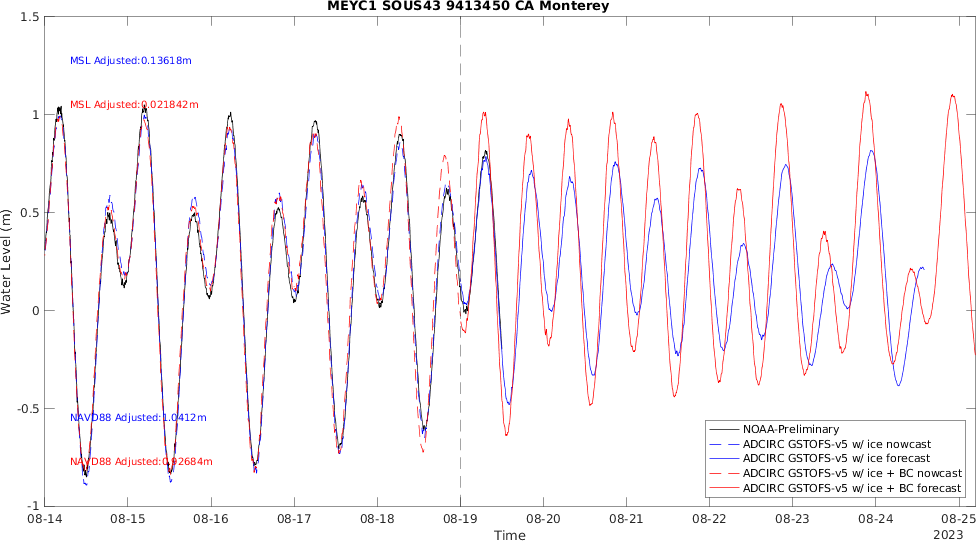 MEYC1 SOUS43 9413450 CA Monterey
1.5
MSL Adjusted:0.13618m
MSL Adjusted:0.021842m
1
0.5
Water Level (m)
0
-0.5
NAVD88 Adjusted:1.0412m
NAVD88 Adjusted:0.92684m
-1
NOAA-Preliminary
ADCIRC GSTOFS-v5 w/ ice nowcast
ADCIRC GSTOFS-v5 w/ ice forecast
ADCIRC GSTOFS-v5 w/ ice + BC nowcast
ADCIRC GSTOFS-v5 w/ ice + BC forecast
08-14 08-15 08-16 08-17 08-18 08-19 08-20 08-21 08-22 08-23 08-24 08-25
Time
2023